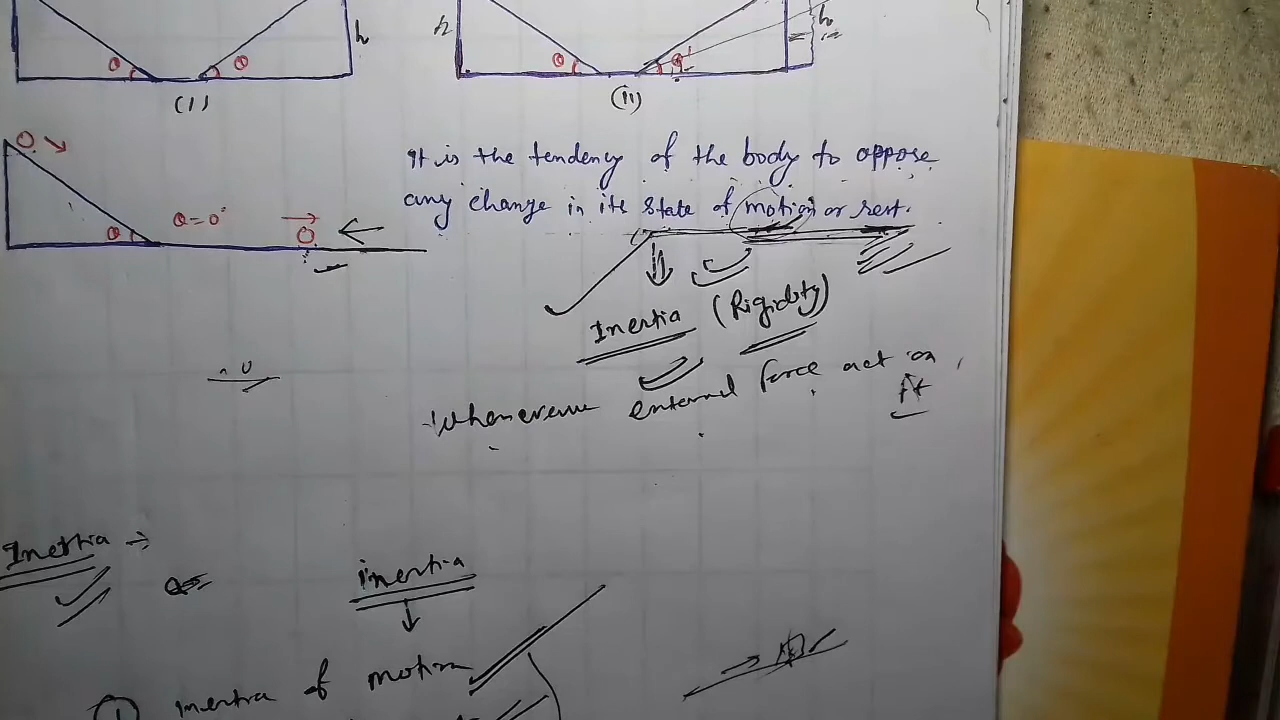 h
h
θ
θ
θ
θ'
(I)
(II)
It is the tendency of the body to oppose
any change in its state of motion or rest.
θ
θ=0°
Inertia (Rigidity)
whenever external force act on
it
Inertia ⇒
inertia
① inertia of motion